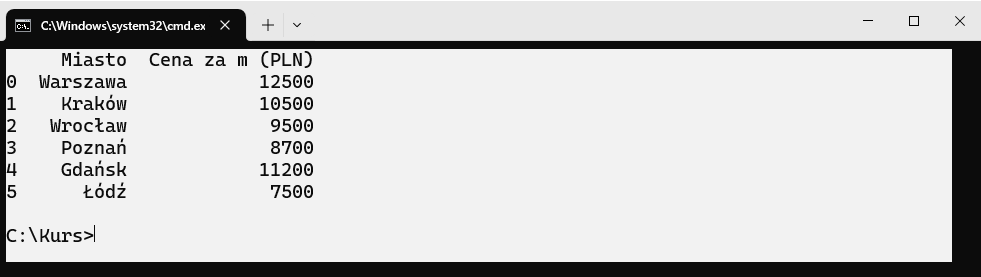 C:\Windows\system32\cmd.ex
Miasto Cena za m (PLN)
0 Warszawa 12500
1 Kraków 10500
2 Wrocław 9500
3 Poznań 8700
4 Gdańsk 11200
5 Łódź 7500
C:\Kurs>